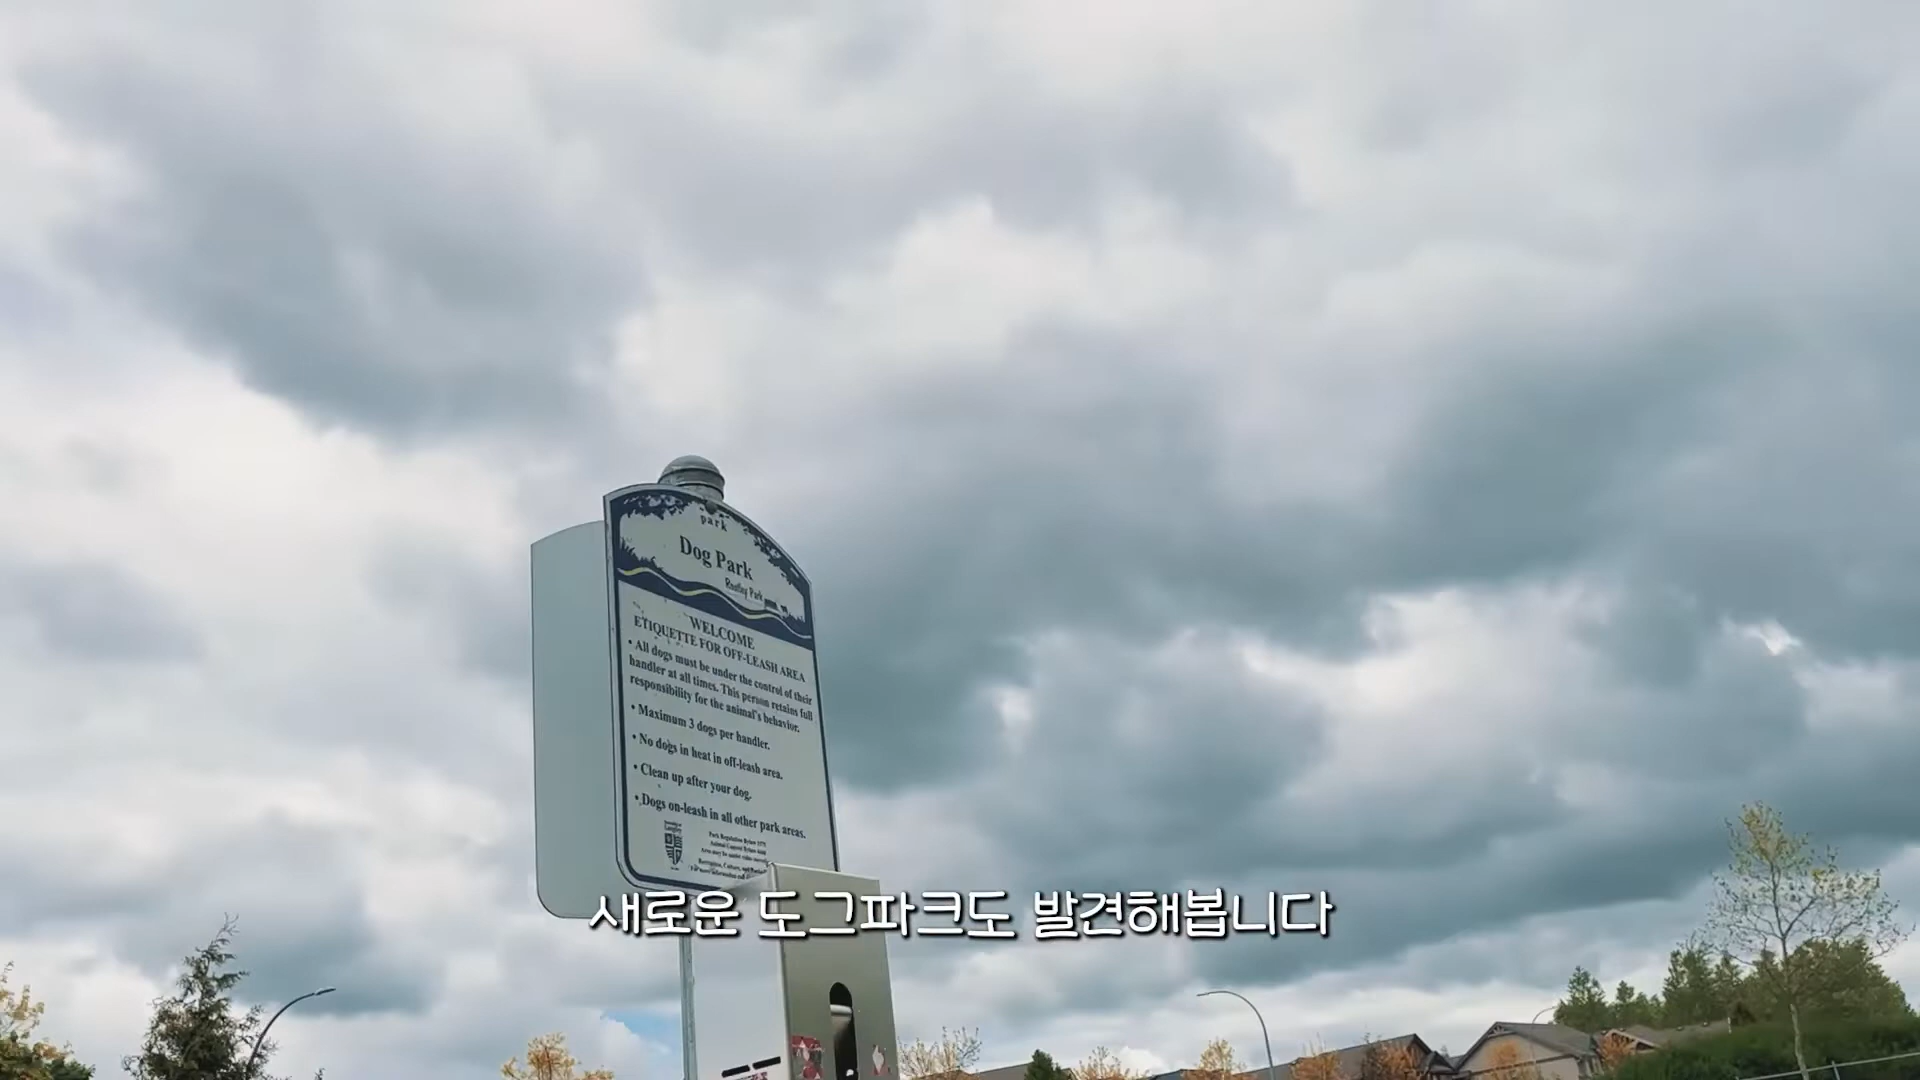 park
Dog Park
Routley Park
WELCOME
ETIQUETTE FOR OFF-LEASH AREA
• All dogs must be under the control of their
handler at all times. This person retains full
responsibility for the animal's behavior.
• Maximum 3 dogs per handler.
• No dogs in heat in off-leash area.
• Clean up after your dog.
• Dogs on-leash in all other park areas.
Langley
새로운 도그파크도 발견해봅니다